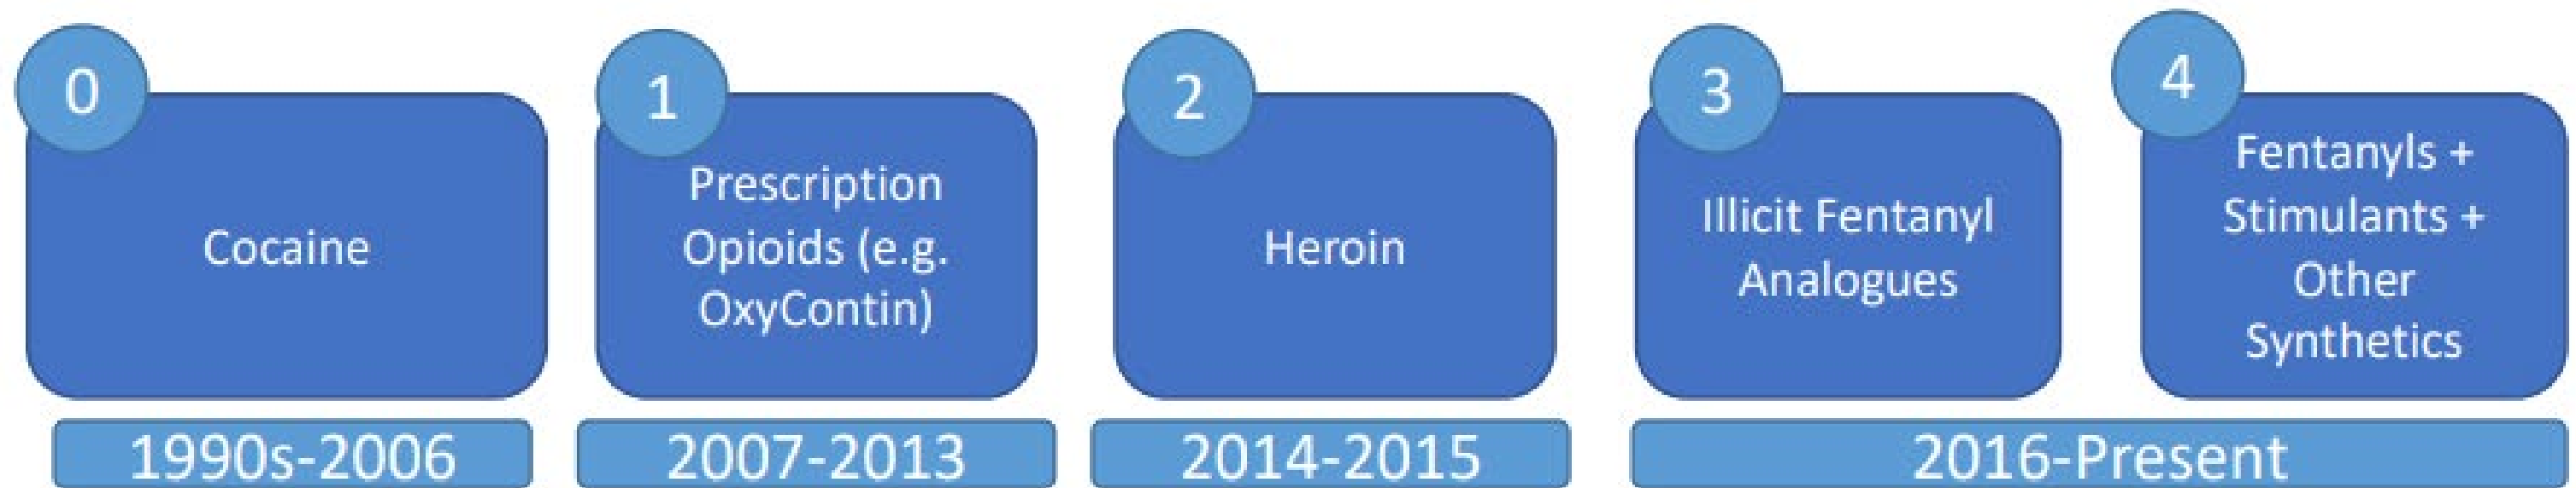 0
Cocaine
1990s-2006
1
Prescription
Opioids (e.g.
OxyContin)
2007-2013
2
Heroin
2014-2015
3
Illicit Fentanyl
Analogues
4
Fentanyls +
Stimulants +
Other
Synthetics
2016-Present